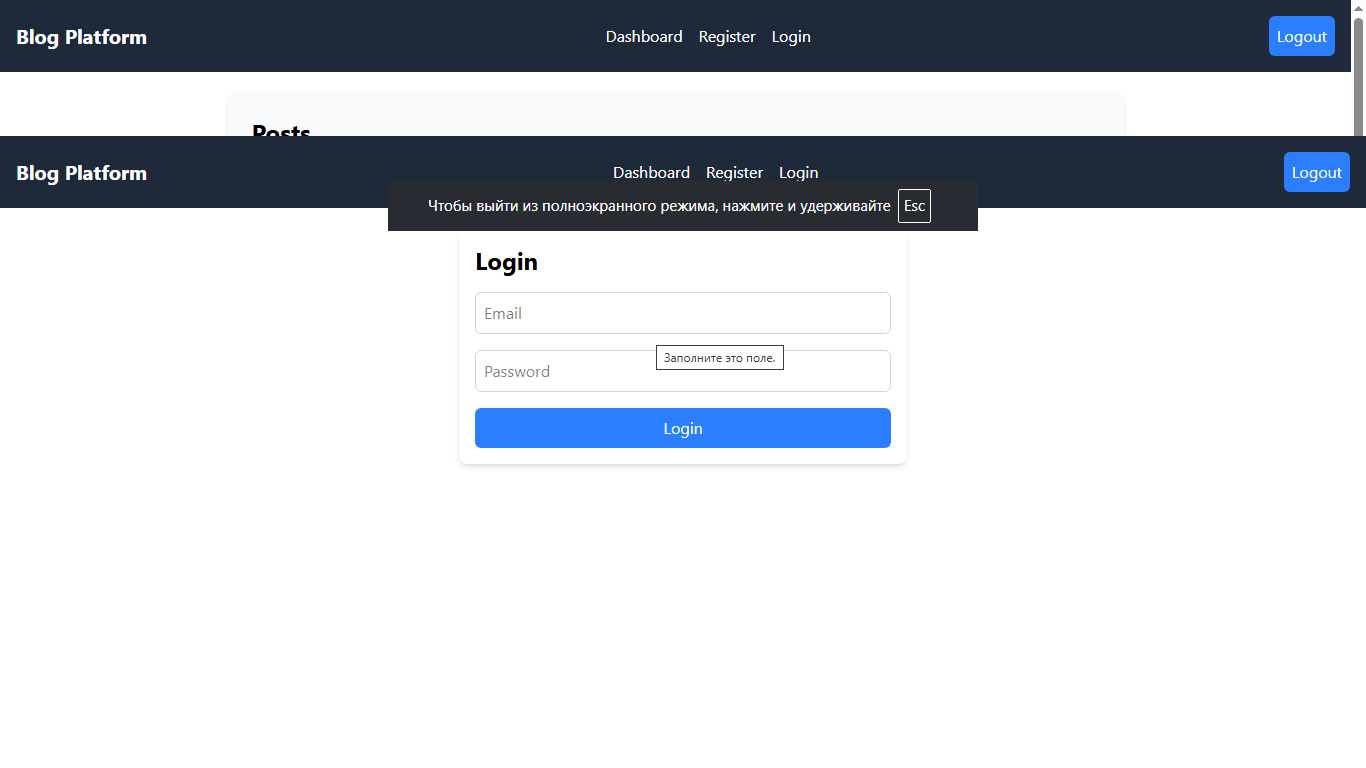 Blog Platform Dashboard Register Login Logout
Posts
Blog Platform Dashboard Register Login Logout
Чтобы выйти из полноэкранного режима, нажмите и удерживайте Esc
Login
Email
Заполните это поле.
Password
Login